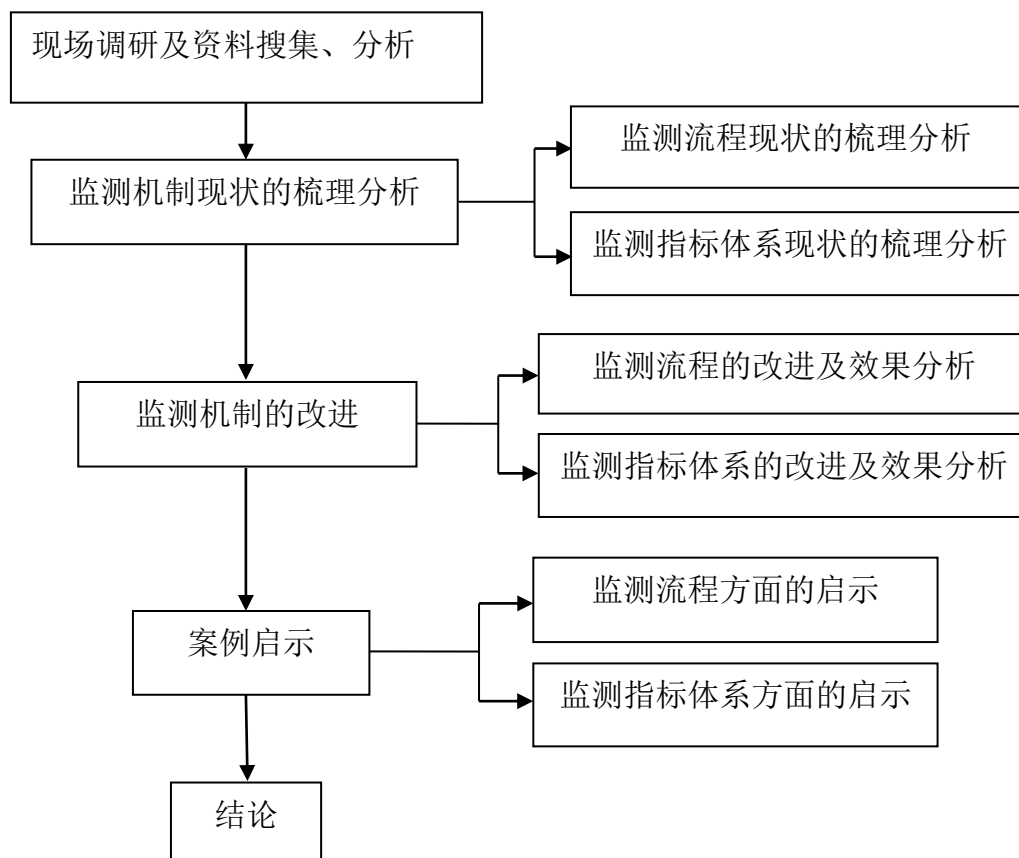 现场调研及资料搜集、分析
监测机制现状的梳理分析
监测流程现状的梳理分析
监测指标体系现状的梳理分析
监测机制的改进
监测流程的改进及效果分析
监测指标体系的改进及效果分析
案例启示
监测流程方面的启示
监测指标体系方面的启示
结论